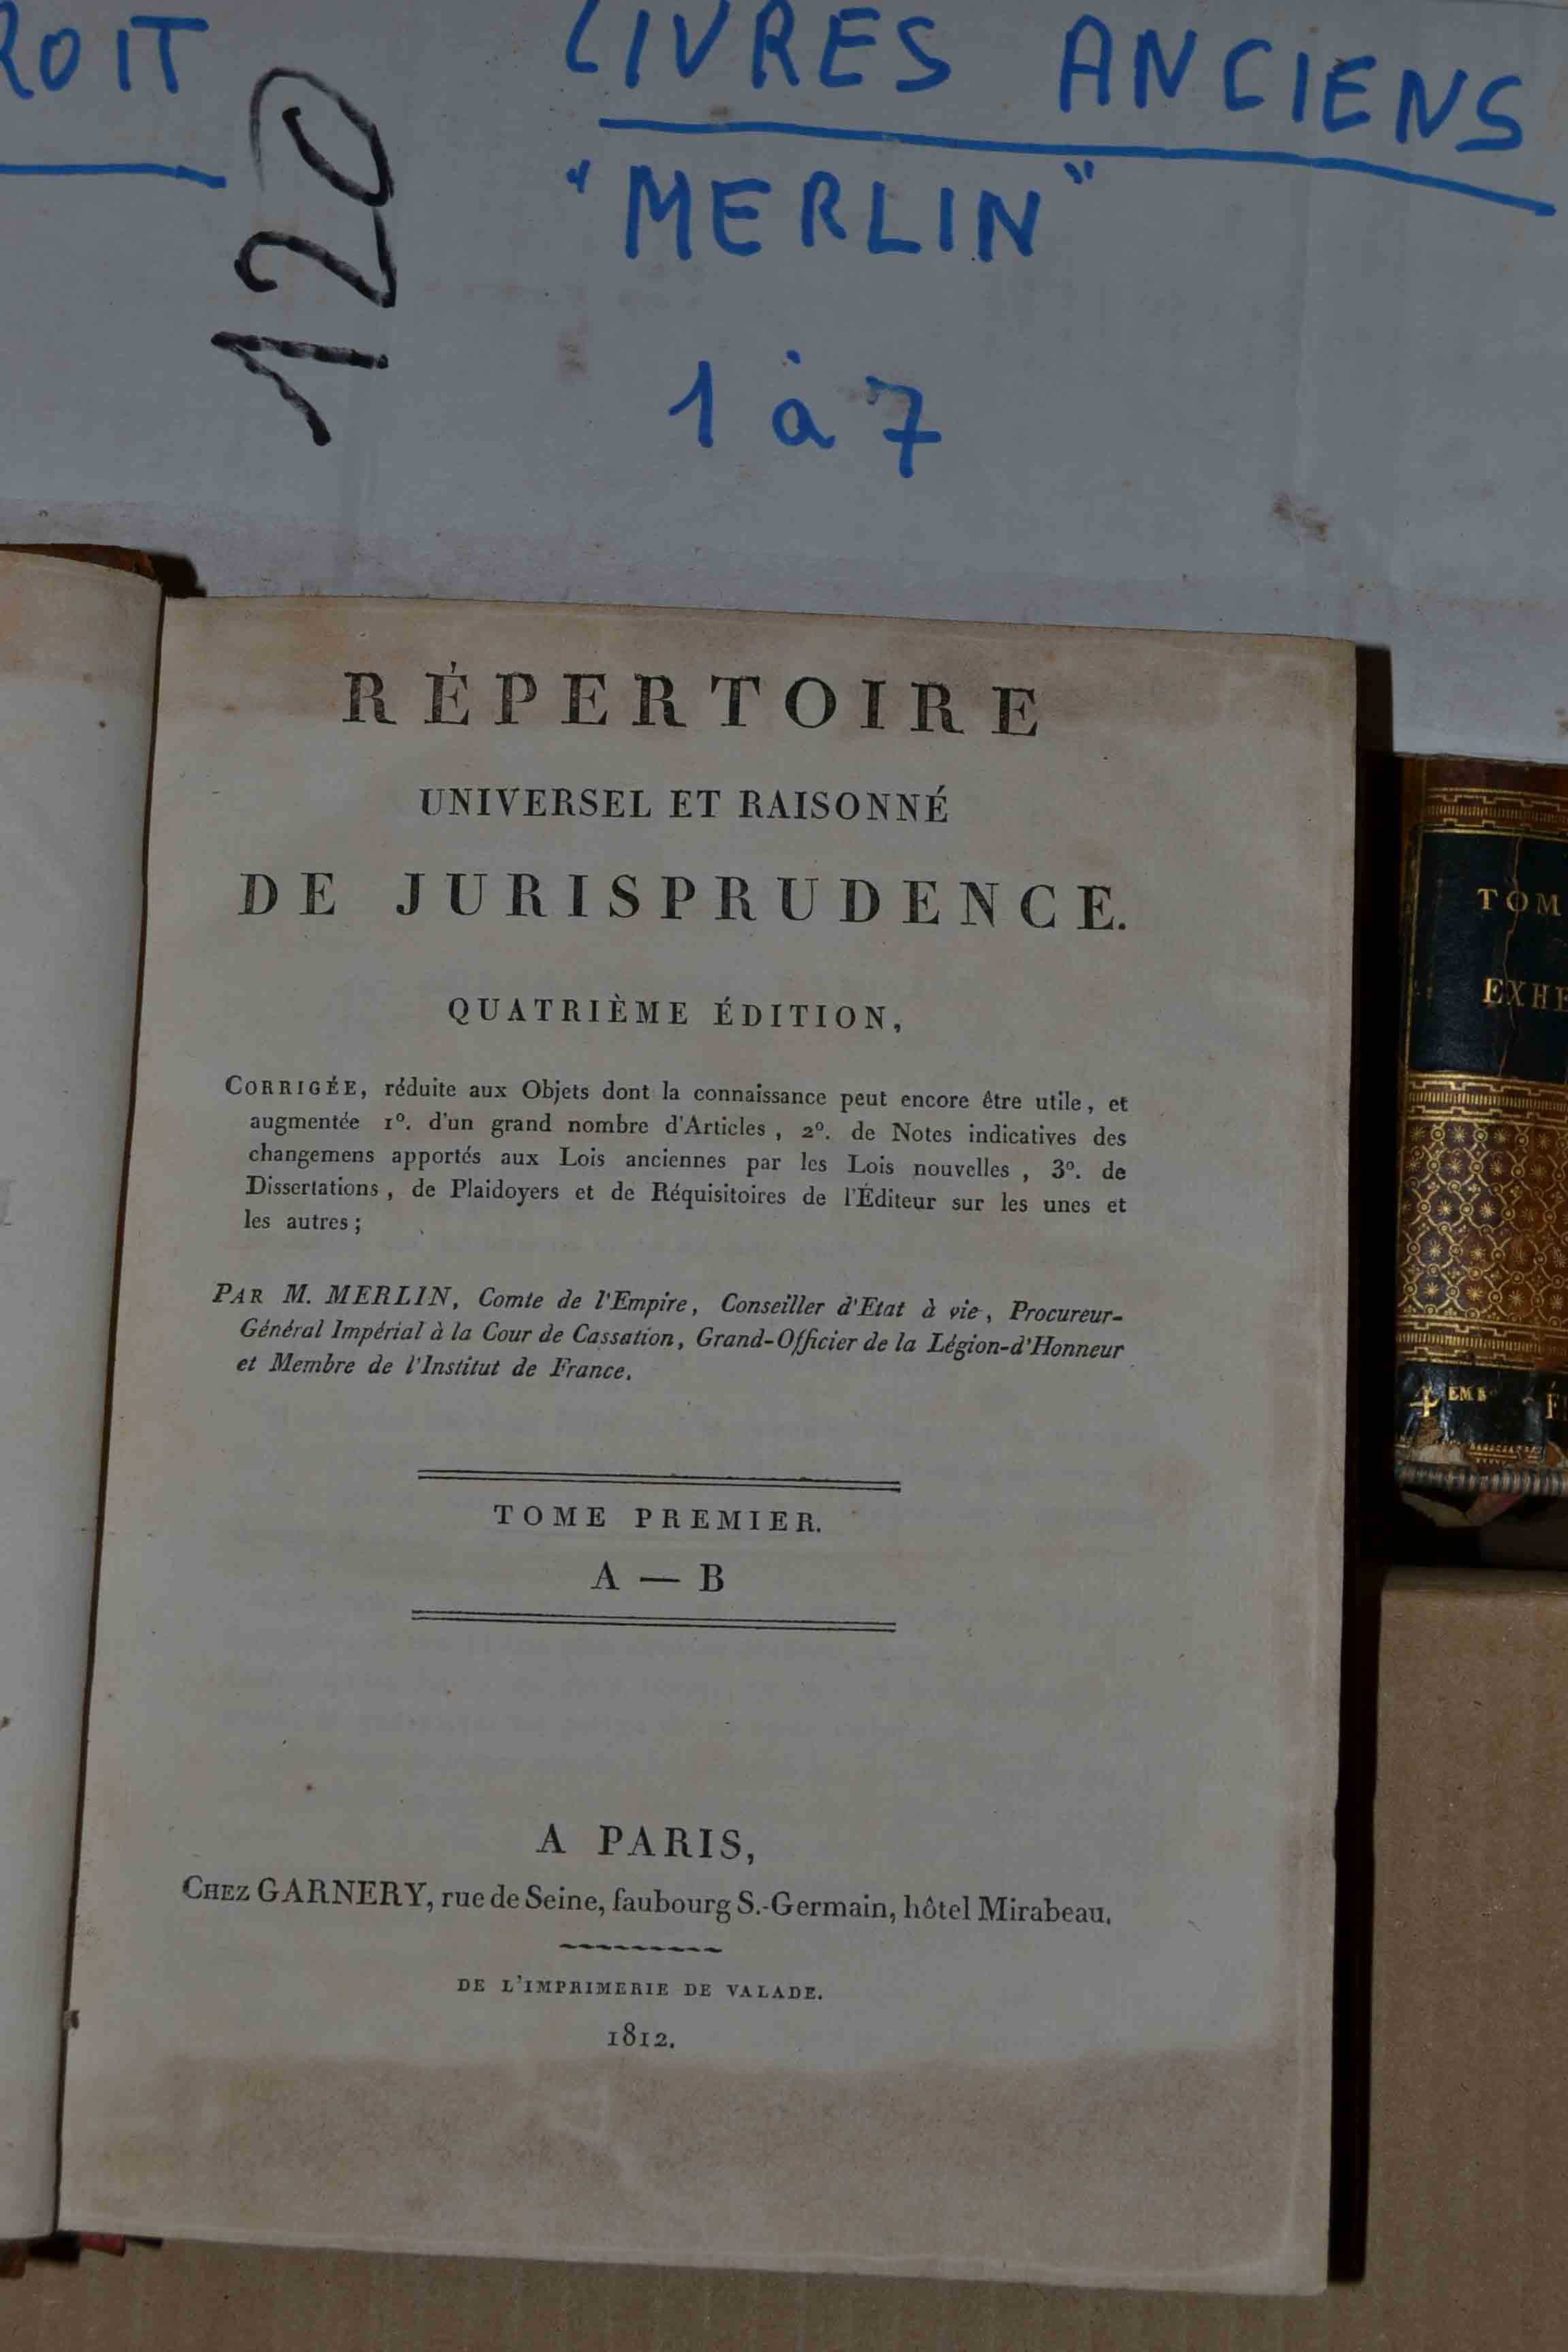 ROIT
120
LIVRES ANCIENS
"MERLIN"
1 à 7
RÉPERTOIRE
UNIVERSEL ET RAISONNÉ
DE JURISPRUDENCE.
QUATRIÈME ÉDITION,
CORRIGÉE, réduite aux Objets dont la connaissance peut encore être utile, et
augmentée 1º. d'un grand nombre d'Articles, 2º. de Notes indicatives des
changemens apportés aux Lois anciennes par les Lois nouvelles, 3º. de
Dissertations, de Plaidoyers et de Réquisitoires de l'Éditeur sur les unes et
les autres;
PAR M. MERLIN, Comte de l'Empire, Conseiller d'Etat à vie, Procureur-
Général Impérial à la Cour de Cassation, Grand-Officier de la Légion-d'Honneur
et Membre de l'Institut de France.
TOME PREMIER.
A — B
A PARIS,
CHEZ GARNERY, rue de Seine, faubourg S.-Germain, hôtel Mirabeau.
DE L'IMPRIMERIE DE VALADE.
1812.
TOM
EXH
4EME